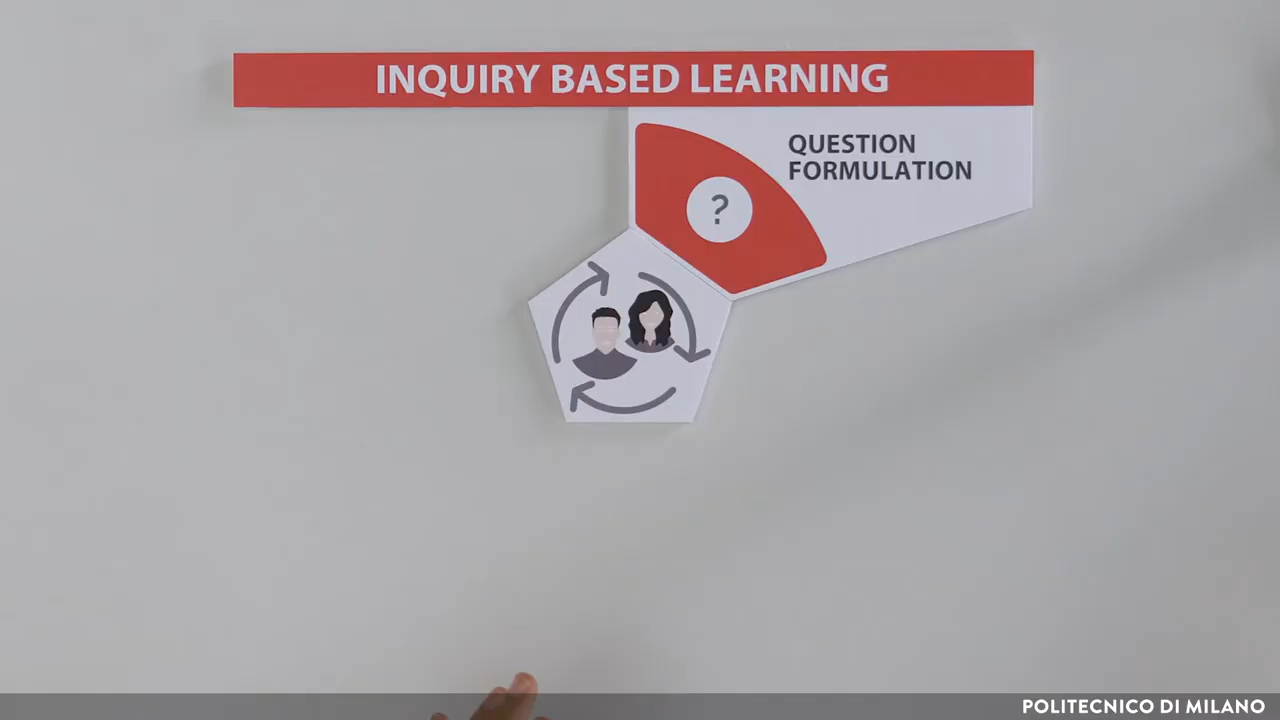 INQUIRY BASED LEARNING
QUESTION
FORMULATION
?
POLITECNICO DI MILANO